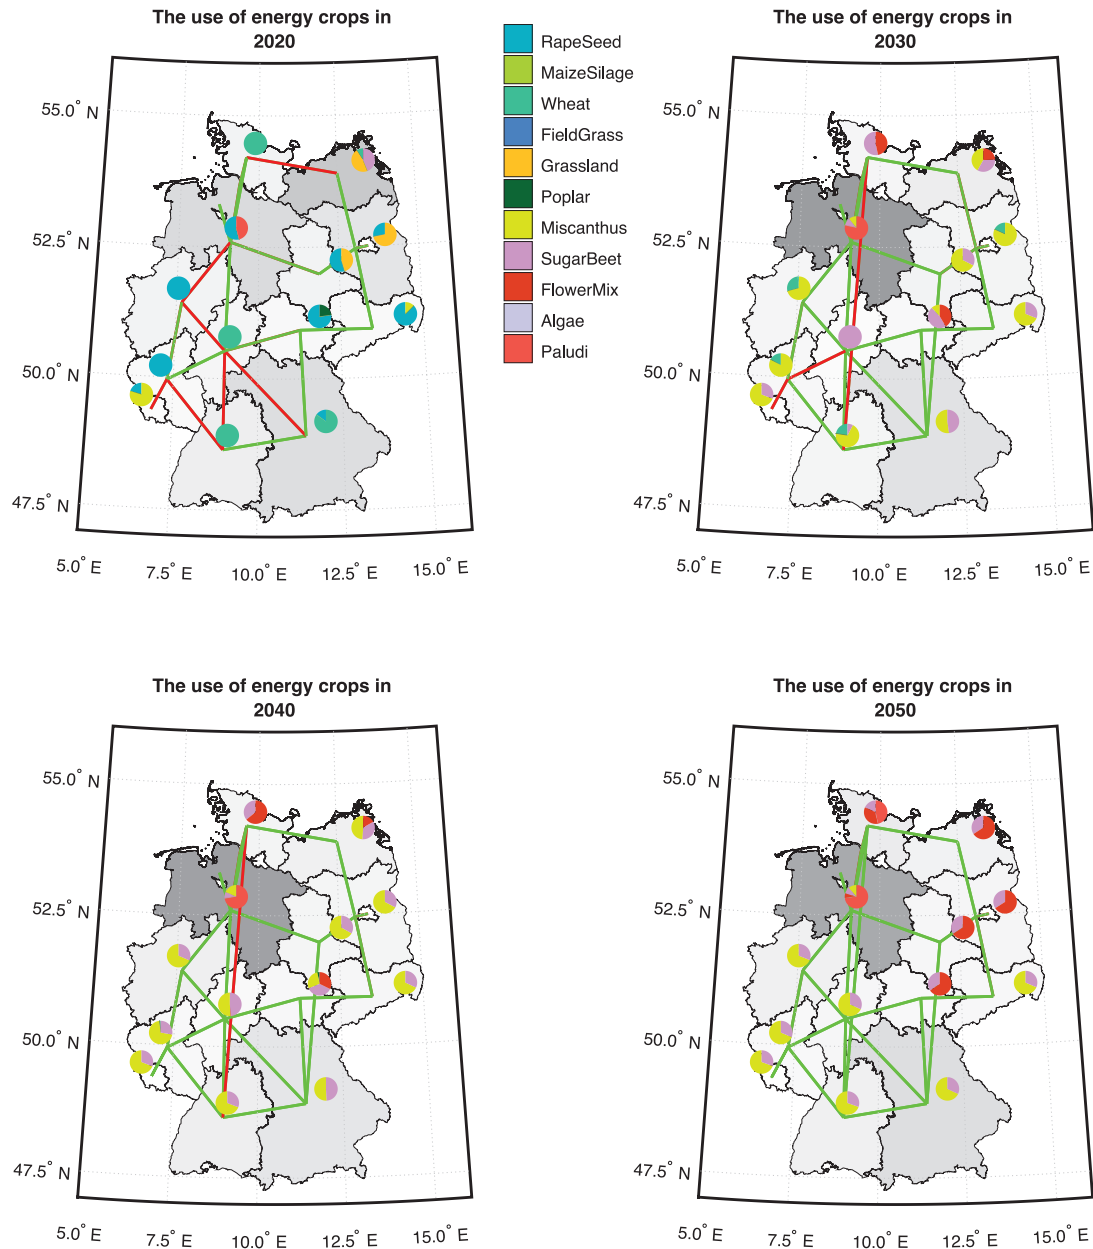 The use of energy crops in
2020
55.0° N
52.5° N
50.0° N
47.5° N
5.0° E
7.5° E
10.0° E
12.5° E
15.0° E
RapeSeed
MaizeSilage
Wheat
FieldGrass
Grassland
Poplar
Miscanthus
SugarBeet
FlowerMix
Algae
Paludi
The use of energy crops in
2030
55.0° N
52.5° N
50.0° N
47.5° N
5.0° E
7.5° E
10.0° E
12.5° E
15.0° E
The use of energy crops in
2040
55.0° N
52.5° N
50.0° N
47.5° N
5.0° E
7.5° E
10.0° E
12.5° E
15.0° E
The use of energy crops in
2050
55.0° N
52.5° N
50.0° N
47.5° N
5.0° E
7.5° E
10.0° E
12.5° E
15.0° E